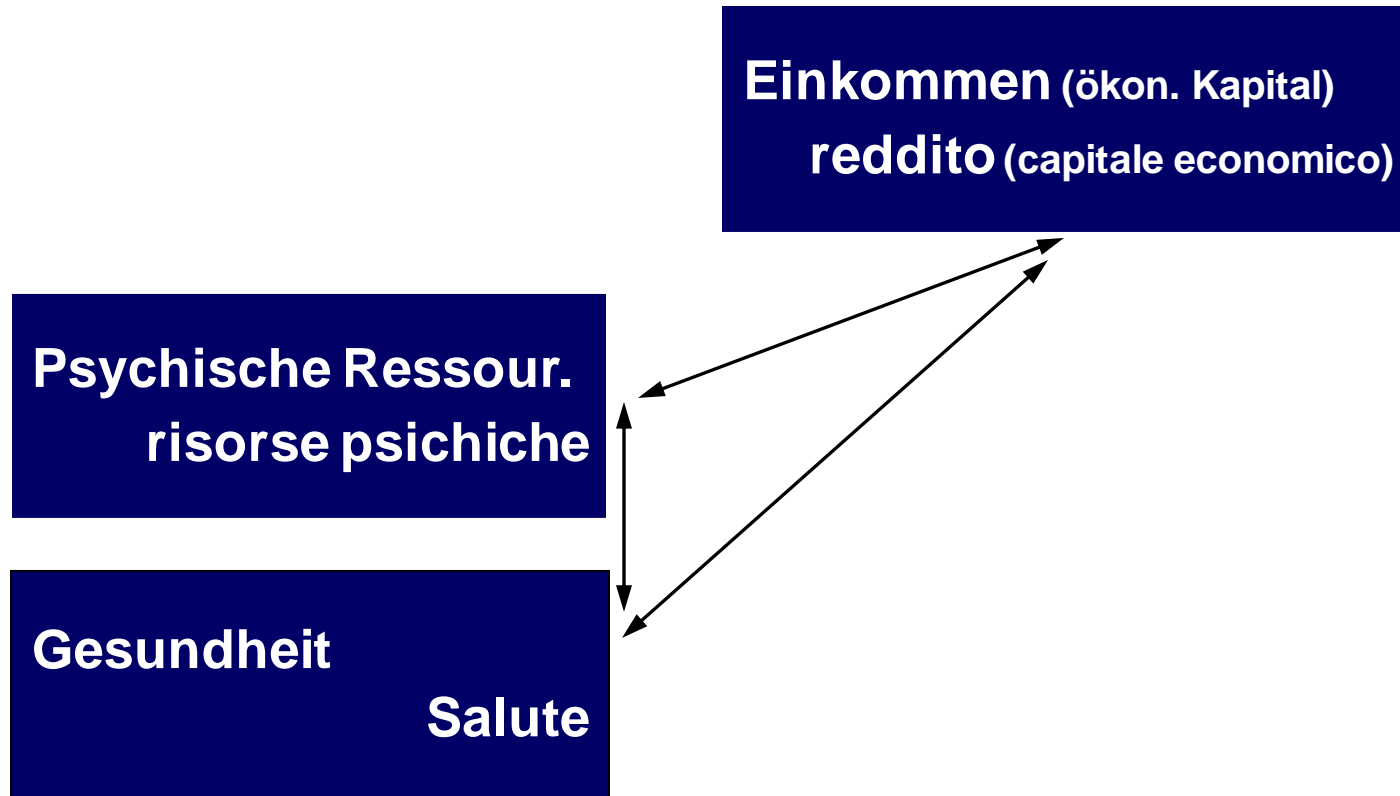 Einkommen (ökon. Kapital)
reddito (capitale economico)
Psychische Ressour.
risorse psichiche
Gesundheit
Salute